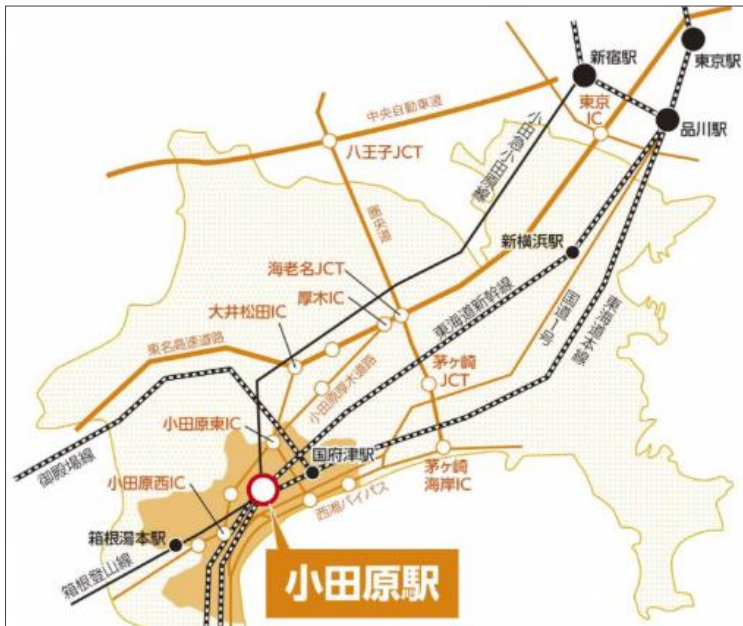 新宿駅
東京駅
東京
IC
品川駅
中央自動車道
八王子JCT
小田急小田原線
圏央道
新横浜駅
海老名JCT
厚木IC
大井松田IC
東海道新幹線
国道1号
東海道本線
東名高速道路
茅ヶ崎
JCT
小田原厚木道路
小田原東IC
御殿場線
国府津駅
茅ヶ崎
海岸IC
小田原西IC
西湘バイパス
箱根湯本駅
箱根登山線
小田原駅